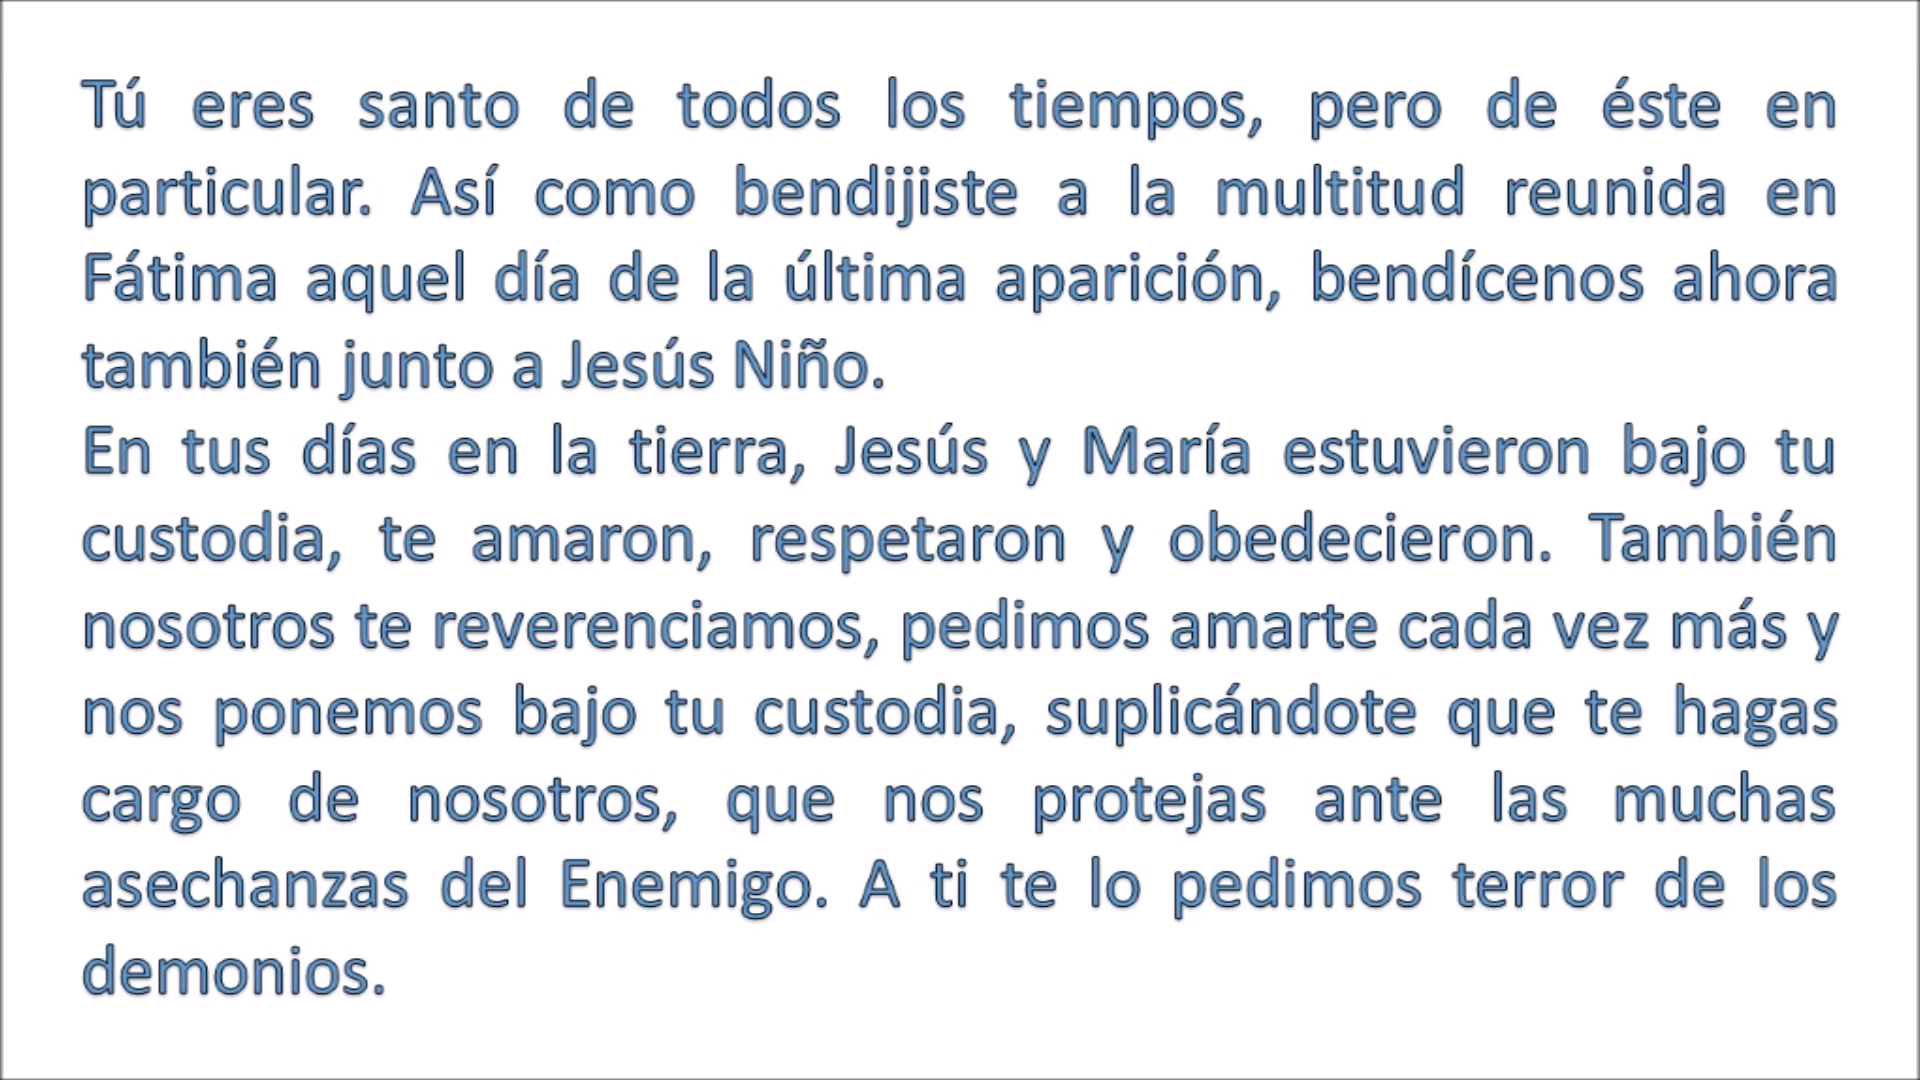 Tú eres santo de todos los tiempos, pero de éste en
particular. Así como bendijiste a la multitud reunida en
Fátima aquel día de la última aparición, bendícenos ahora
también junto a Jesús Niño.
En tus días en la tierra, Jesús y María estuvieron bajo tu
custodia, te amaron, respetaron y obedecieron. También
nosotros te reverenciamos, pedimos amarte cada vez más y
nos ponemos bajo tu custodia, suplicándote que te hagas
cargo de nosotros, que nos protejas ante las muchas
asechanzas del Enemigo. A ti te lo pedimos terror de los
demonios.